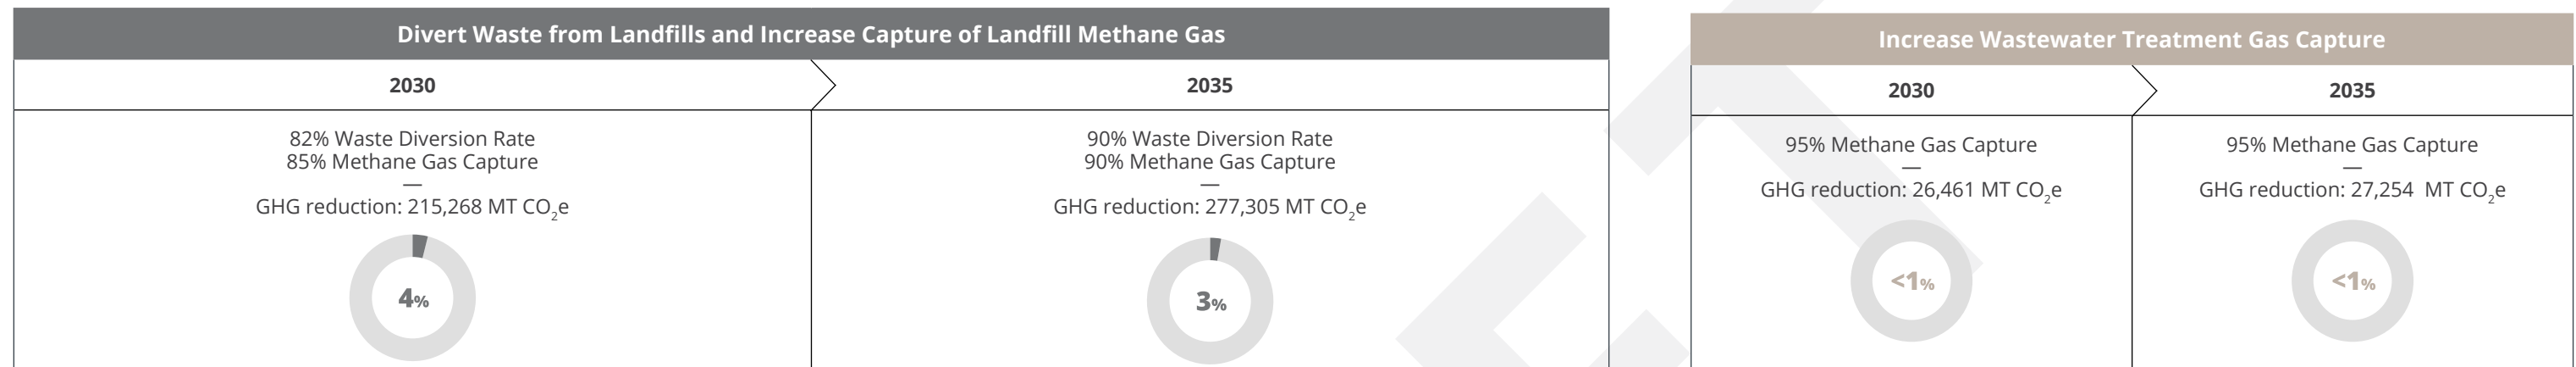 Divert Waste from Landfills and Increase Capture of Landfill Methane Gas
2030
2035
82% Waste Diversion Rate
85% Methane Gas Capture
—
GHG reduction: 215,268 MT CO₂e
4%
90% Waste Diversion Rate
90% Methane Gas Capture
—
GHG reduction: 277,305 MT CO₂e
3%
Increase Wastewater Treatment Gas Capture
2030
2035
95% Methane Gas Capture
—
GHG reduction: 26,461 MT CO₂e
<1%
95% Methane Gas Capture
—
GHG reduction: 27,254 MT CO₂e
<1%